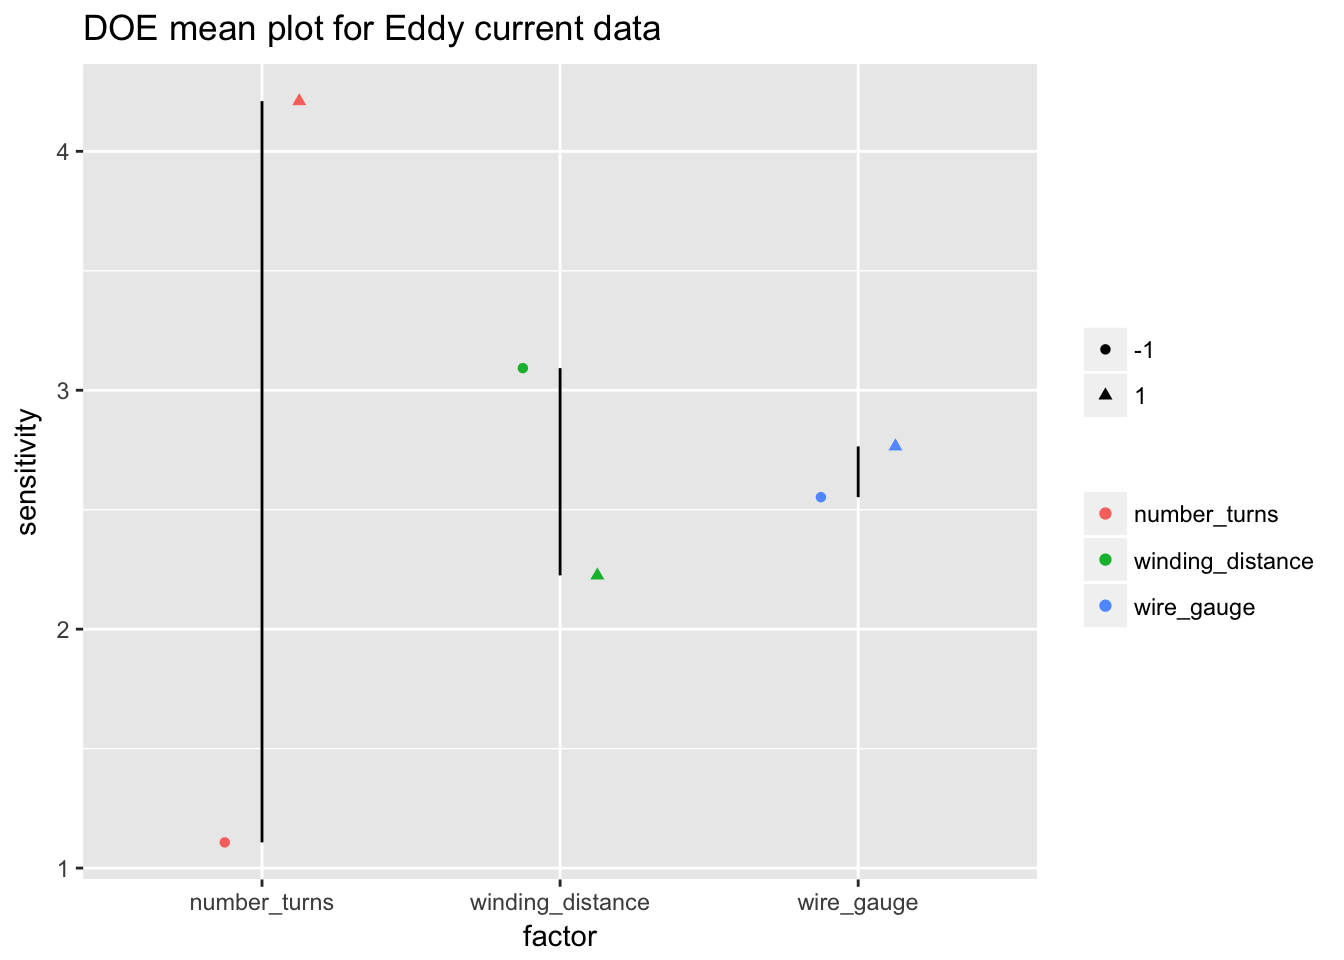 DOE mean plot for Eddy current data
sensitivity
4
3
2
1
number_turns winding_distance wire_gauge
factor
-1
1
number_turns
winding_distance
wire_gauge